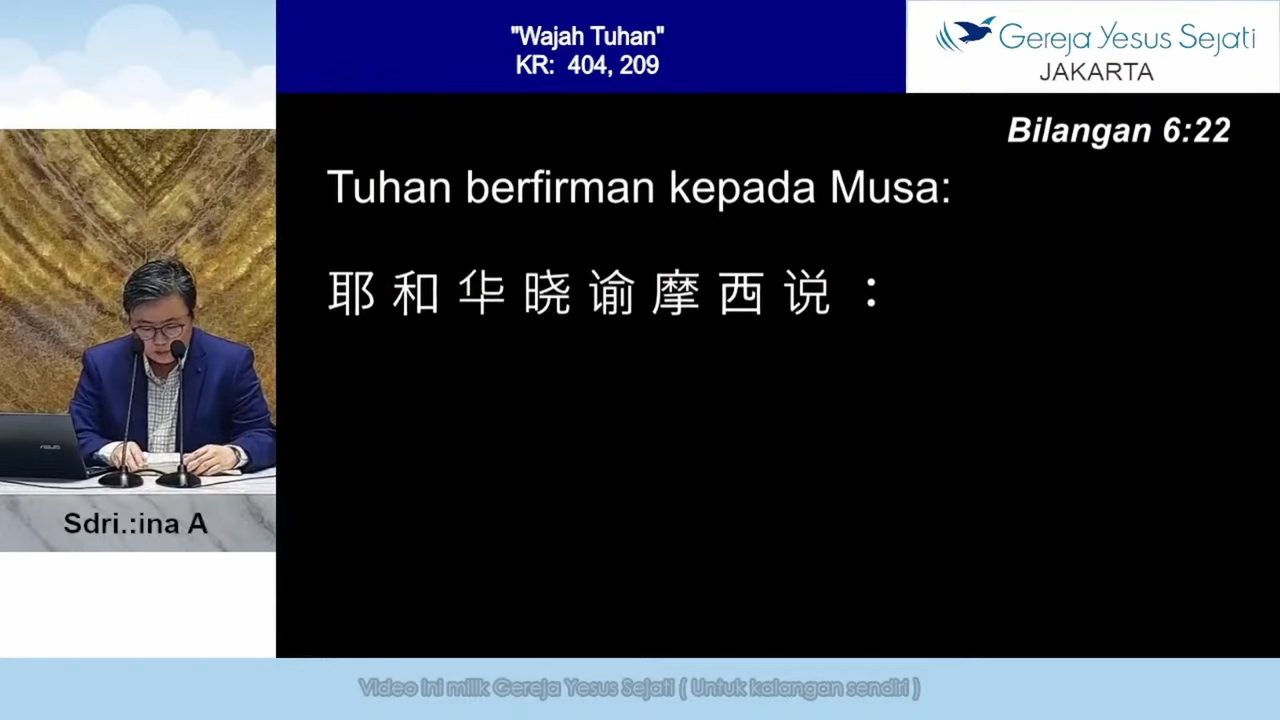 "Wajah Tuhan"
KR: 404, 209
Gereja Yesus Sejati
JAKARTA
Bilangan 6:22
Tuhan berfirman kepada Musa:
耶和华晓谕摩西说：
ASUS
Sdri.:ina A
Video ini milik Gereja Yesus Sejati ( Untuk kalangan sendiri )